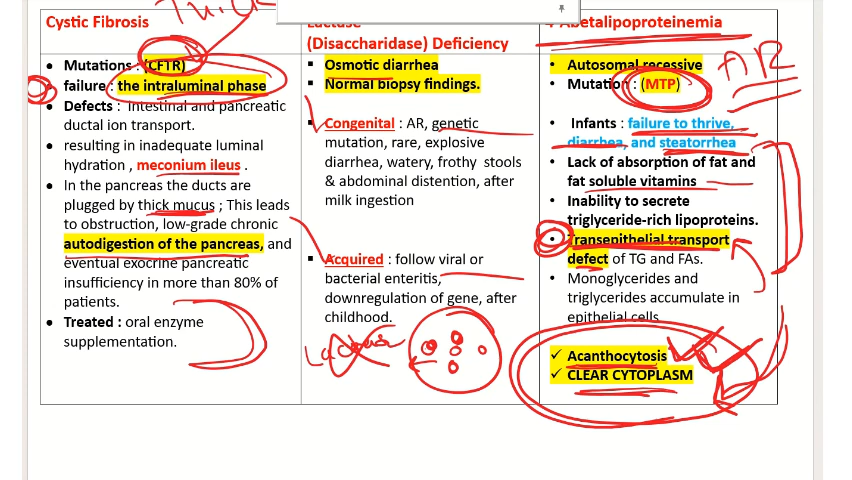 Thick
Cystic Fibrosis
Mutations : (CFTR)
failure : the intraluminal phase
Defects : Intestinal and pancreatic
ductal ion transport.
resulting in inadequate luminal
hydration , meconium ileus .
In the pancreas the ducts are
plugged by thick mucus ; This leads
to obstruction, low-grade chronic
autodigestion of the pancreas, and
eventual exocrine pancreatic
insufficiency in more than 80% of
patients.
Treated : oral enzyme
supplementation.
Lactase
(Disaccharidase) Deficiency
Osmotic diarrhea
Normal biopsy findings.
Congenital : AR, genetic
mutation, rare, explosive
diarrhea, watery, frothy stools
& abdominal distention, after
milk ingestion
Acquired : follow viral or
bacterial enteritis,
downregulation of gene, after
childhood.
Lactase
Abetalipoproteinemia
Autosomal recessive
AR
Mutation : (MTP)
Infants : failure to thrive,
diarrhea, and steatorrhea
Lack of absorption of fat and
fat soluble vitamins
Inability to secrete
triglyceride-rich lipoproteins.
Transepithelial transport
defect of TG and FAs.
Monoglycerides and
triglycerides accumulate in
epithelial cells
✓ Acanthocytosis
✓ CLEAR CYTOPLASM